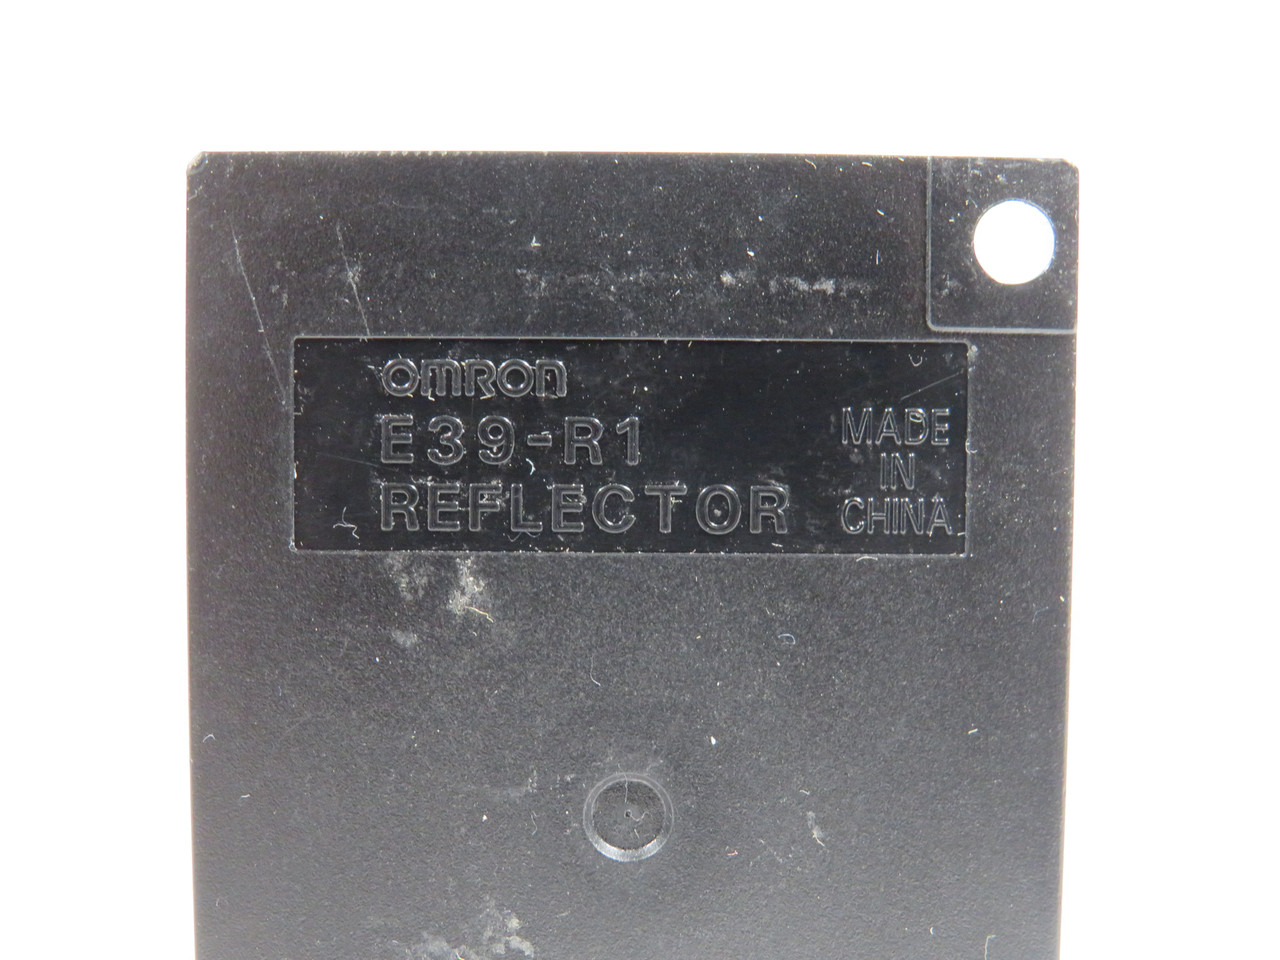 OMRON
E39-R1
REFLECTOR
MADE
IN
CHINA